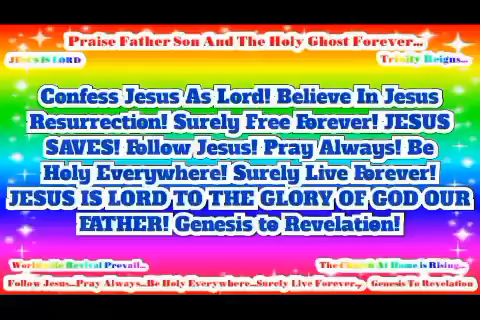 Praise Father Son And The Holy Ghost Forever...
JESUS IS LORD
Trinity Reigns...
Confess Jesus As Lord! Believe In Jesus
Resurrection! Surely Free Forever! JESUS
SAVES! Follow Jesus! Pray Always! Be
Holy Everywhere! Surely Live Forever!
JESUS IS LORD TO THE GLORY OF GOD OUR
FATHER! Genesis to Revelation!
Worldwide Revival Prevail...
The Church At Home is Rising...
Follow Jesus...Pray Always...Be Holy Everywhere...Surely Live Forever... Genesis To Revelation